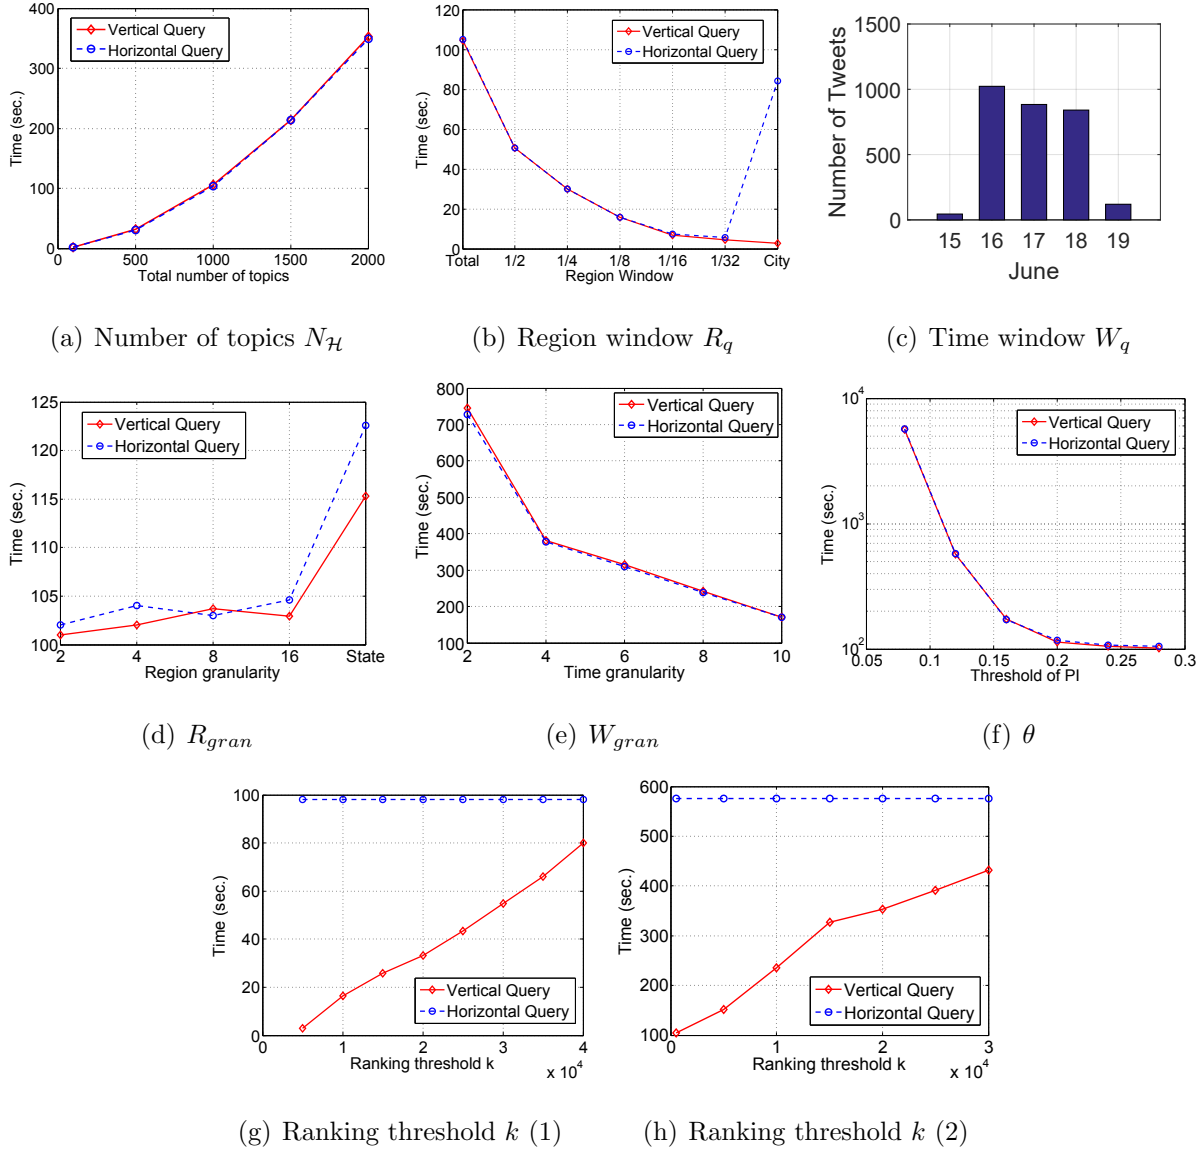 400
300
200
100
0
Time (sec.)
Vertical Query
Horizontal Query
0 500 1000 1500 2000
Total number of topics
(a) Number of topics N_H
120
100
80
60
40
20
0
Time (sec.)
Vertical Query
Horizontal Query
Total 1/2 1/4 1/8 1/16 1/32 City
Region Window
(b) Region window R_q
1500
1000
500
0
Number of Tweets
15 16 17 18 19
June
(c) Time window W_q
125
120
115
110
105
100
Time (sec.)
Vertical Query
Horizontal Query
2 4 8 16 State
Region granularity
(d) R_gran
800
700
600
500
400
300
200
100
Time (sec.)
Vertical Query
Horizontal Query
2 4 6 8 10
Time granularity
(e) W_gran
10^4
10^3
10^2
Time (sec.)
Vertical Query
Horizontal Query
0.05 0.1 0.15 0.2 0.25 0.3
Threshold of PI
(f) θ
100
80
60
40
20
0
Time (sec.)
Vertical Query
Horizontal Query
0 1 2 3 4
Ranking threshold k
x 10^4
(g) Ranking threshold k (1)
600
500
400
300
200
100
Time (sec.)
Vertical Query
Horizontal Query
1 2 3
Ranking threshold k
x 10^4
(h) Ranking threshold k (2)